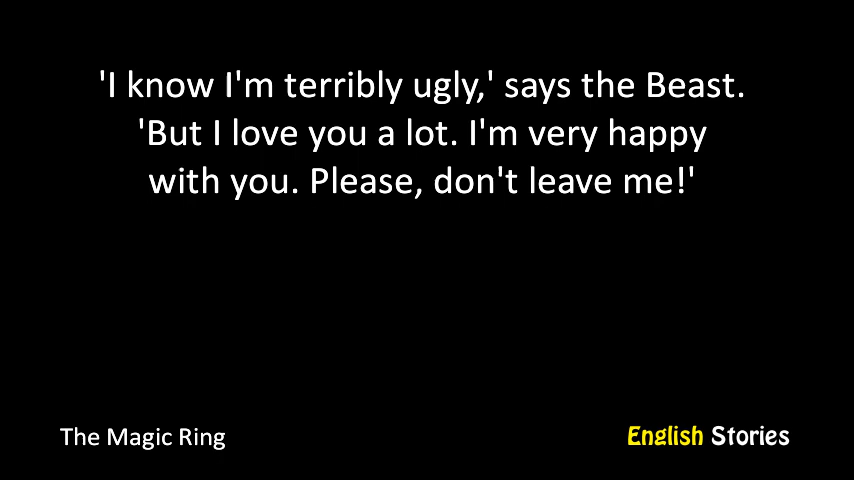 'I know I'm terribly ugly,' says the Beast.
'But I love you a lot. I'm very happy
with you. Please, don't leave me!'
The Magic Ring
English Stories